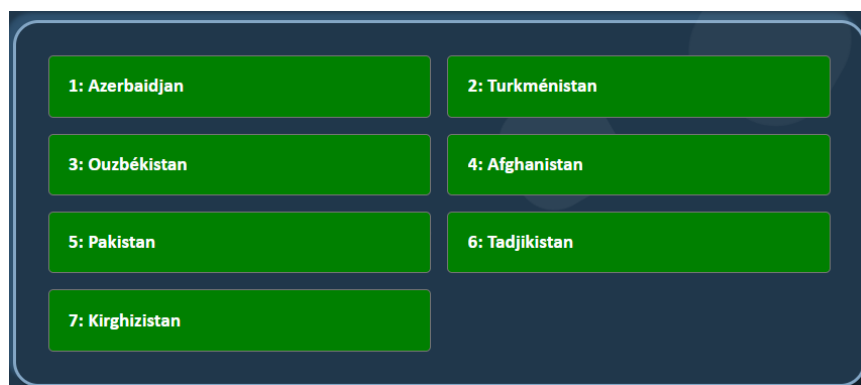 1: Azerbaidjan
2: Turkménistan
3: Ouzbékistan
4: Afghanistan
5: Pakistan
6: Tadjikistan
7: Kirghizistan